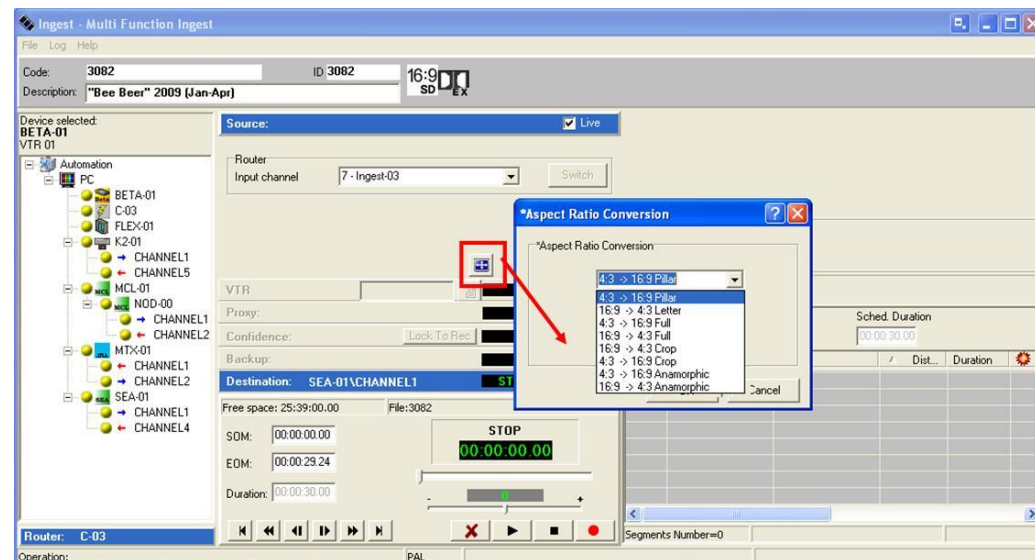 Ingest - Multi Function Ingest
File Log Help
Code: 3082 ID 3082
Description: "Bee Beer" 2009 (Jan-Apr)
16:9 SD EX
Device selected:
BETA-01
VTR 01
Automation
PC
BETA-01
C-03
FLEX-01
K2-01
CHANNEL1
CHANNEL5
MCL-01
NOD-00
CHANNEL1
CHANNEL2
MTX-01
CHANNEL1
CHANNEL2
SEA-01
CHANNEL1
CHANNEL4
Router: C-03
Source: Live
Router
Input channel 7 - Ingest-03 Switch
VTR
Proxy:
Confidence: Lock To Rec
Backup:
Destination: SEA-01\CHANNEL1 ST
Free space: 25:39:00.00 File:3082
SOM: 00:00:00.00
EOM: 00:00:29.24
Duration: 00:00:30.00
STOP
00:00:00.00
- 0 +
*Aspect Ratio Conversion
*Aspect Ratio Conversion
4:3 -> 16:9 Pillar
4:3 -> 16:9 Pillar
16:9 -> 4:3 Letter
4:3 -> 16:9 Full
16:9 -> 4:3 Full
16:9 -> 4:3 Crop
4:3 -> 16:9 Crop
4:3 -> 16:9 Anamorphic
16:9 -> 4:3 Anamorphic
Cancel
Sched. Duration
00:00:30.00
Dist... Duration
Segments Number=0
Operation: PAL